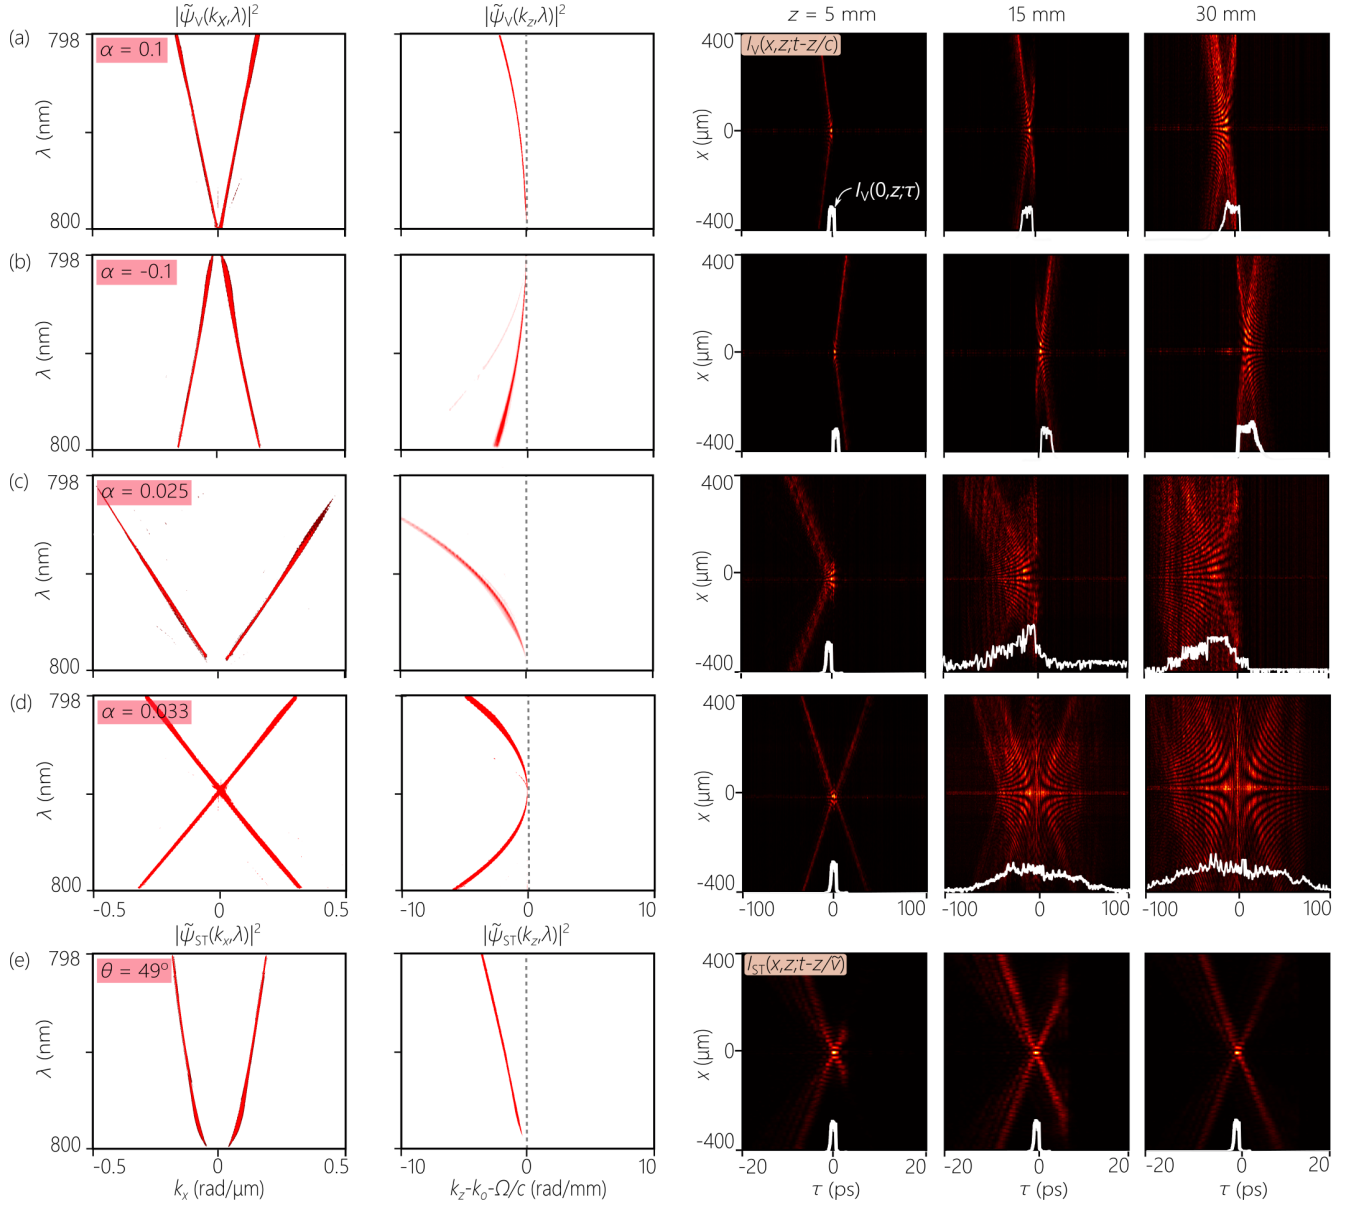 |ψ̃V(kx,λ)|² |ψ̃V(kz,λ)|² z = 5 mm 15 mm 30 mm
(a) 798 α = 0.1 400 IV(x,z;t-z/c)
λ (nm) x (µm) 0
IV(0,z;τ)
800 -400
(b) 798 α = -0.1 400
λ (nm) x (µm) 0
800 -400
(c) 798 α = 0.025 400
λ (nm) x (µm) 0
800 -400
(d) 798 α = 0.033 400
λ (nm) x (µm) 0
800 -400
-0.5 0 0.5 -10 0 10 -100 0 100 -100 0 100 -100 0 100
|ψ̃ST(kx,λ)|² |ψ̃ST(kz,λ)|²
(e) 798 θ = 49° 400 IST(x,z;t-z/ṽ)
λ (nm) x (µm) 0
800 -400
-0.5 0 0.5 -10 0 10 -20 0 20 -20 0 20 -20 0 20
kx (rad/µm) kz-ko-Ω/c (rad/mm) τ (ps) τ (ps) τ (ps)